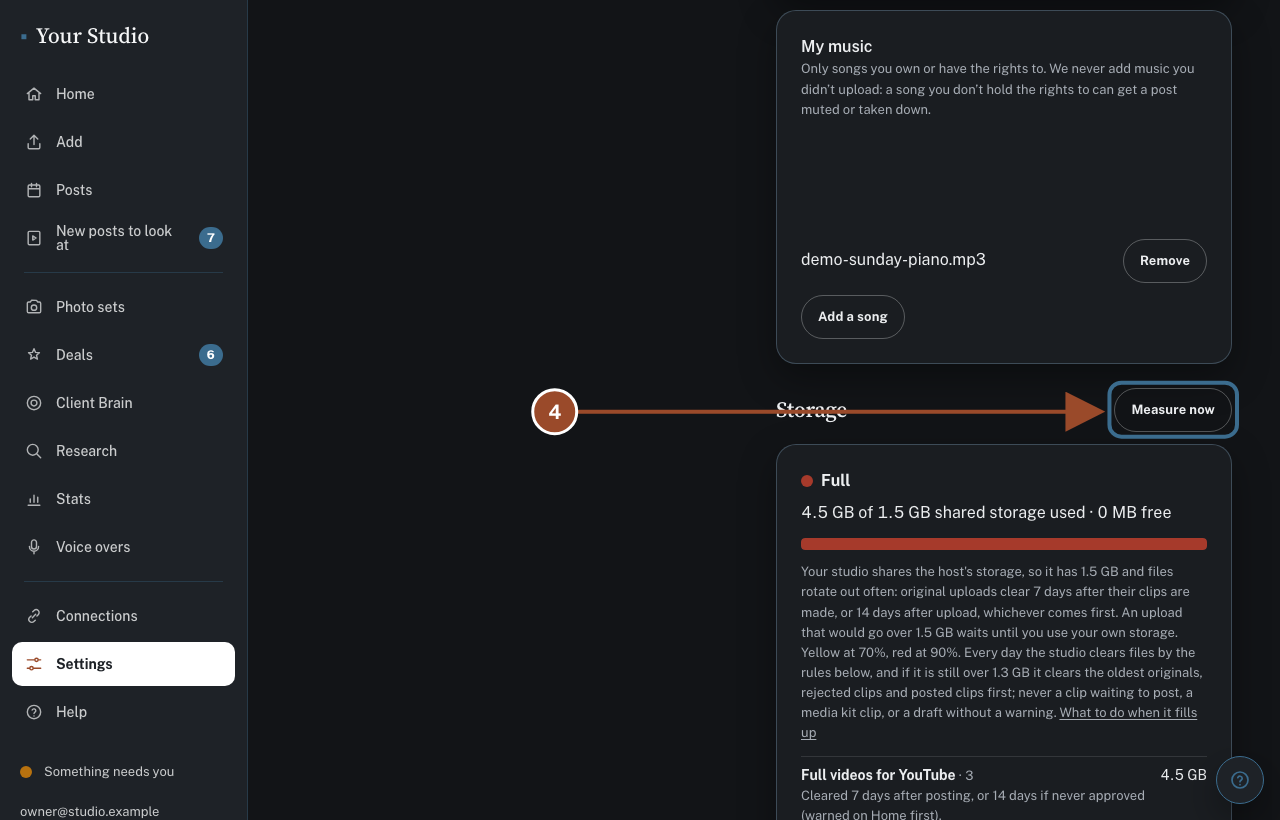 Your Studio
Home
Add
Posts
New posts to look
at
7
Photo sets
Deals
6
Client Brain
Research
Stats
Voice overs
Connections
Settings
Help
Something needs you
owner@studio.example
My music
Only songs you own or have the rights to. We never add music you
didn't upload: a song you don't hold the rights to can get a post
muted or taken down.
demo-sunday-piano.mp3
Remove
Add a song
4
Storage
Measure now
Full
4.5 GB of 1.5 GB shared storage used · 0 MB free
Your studio shares the host's storage, so it has 1.5 GB and files
rotate out often: original uploads clear 7 days after their clips are
made, or 14 days after upload, whichever comes first. An upload
that would go over 1.5 GB waits until you use your own storage.
Yellow at 70%, red at 90%. Every day the studio clears files by the
rules below, and if it is still over 1.3 GB it clears the oldest originals,
rejected clips and posted clips first; never a clip waiting to post, a
media kit clip, or a draft without a warning. What to do when it fills
up
Full videos for YouTube · 3
4.5 GB
Cleared 7 days after posting, or 14 days if never approved
(warned on Home first).